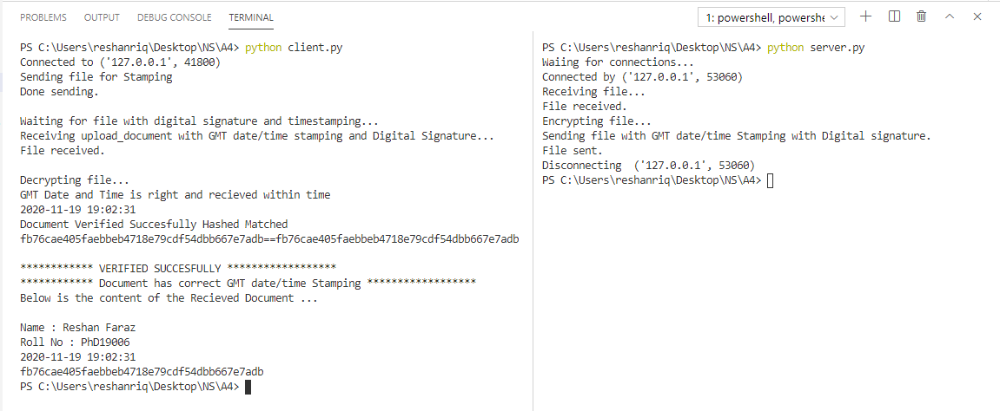 PROBLEMS OUTPUT DEBUG CONSOLE TERMINAL 1: powershell, powershe
PS C:\Users\reshanriq\Desktop\NS\A4> python client.py
Connected to ('127.0.0.1', 41800)
Sending file for Stamping
Done sending.
Waiting for file with digital signature and timestamping...
Receiving upload_document with GMT date/time stamping and Digital Signature...
File received.
Decrypting file...
GMT Date and Time is right and recieved within time
2020-11-19 19:02:31
Document Verified Succesfully Hashed Matched
fb76cae405faebbeb4718e79cdf54dbb667e7adb==fb76cae405faebbeb4718e79cdf54dbb667e7adb
************ VERIFIED SUCCESFULLY ******************
************ Document has correct GMT date/time Stamping ******************
Below is the content of the Recieved Document ...
Name : Reshan Faraz
Roll No : PhD19006
2020-11-19 19:02:31
fb76cae405faebbeb4718e79cdf54dbb667e7adb
PS C:\Users\reshanriq\Desktop\NS\A4>
PS C:\Users\reshanriq\Desktop\NS\A4> python server.py
Waiing for connections...
Connected by ('127.0.0.1', 53060)
Receiving file...
File received.
Encrypting file...
Sending file with GMT date/time Stamping with Digital signature.
File sent.
Disconnecting  ('127.0.0.1', 53060)
PS C:\Users\reshanriq\Desktop\NS\A4>